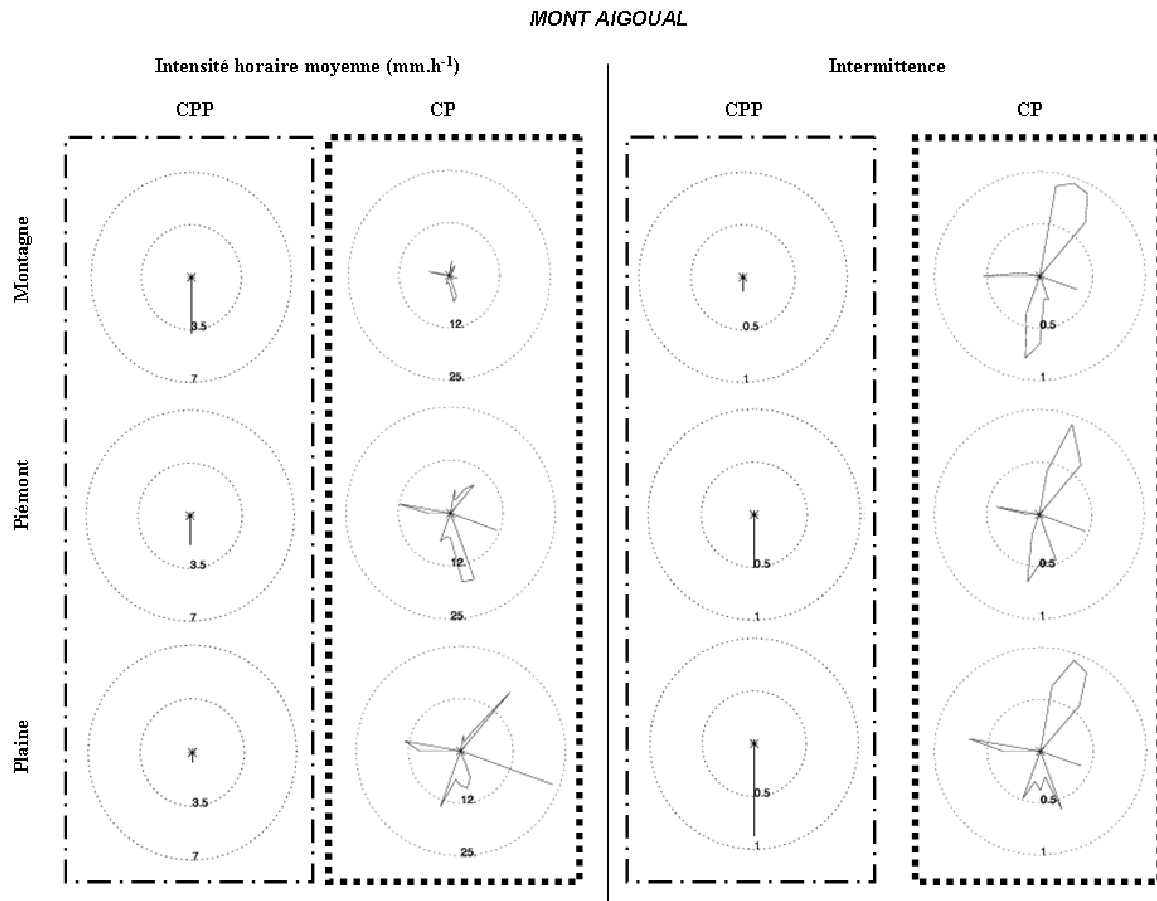 MONT AIGOUAL
Intensité horaire moyenne (mm.h-1)
Intermittence
CPP
CP
CPP
CP
Montagne
3.5
7
12.
25.
0.5
1
0.5
1
Piémont
3.5
7
12.
25.
0.5
1
0.5
1
Plaine
3.5
7
12.
25.
0.5
1
0.5
1